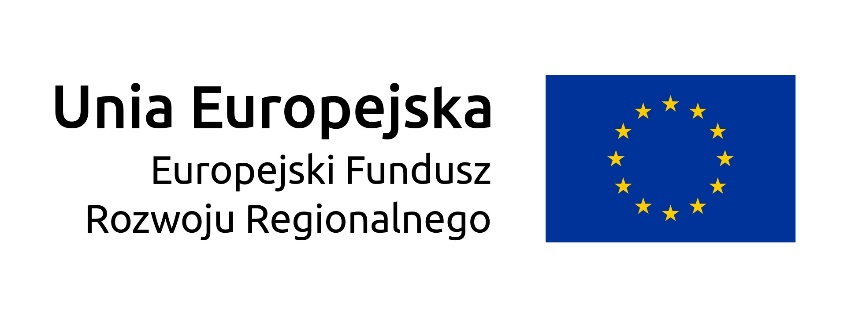 Unia Europejska
Europejski Fundusz
Rozwoju Regionalnego